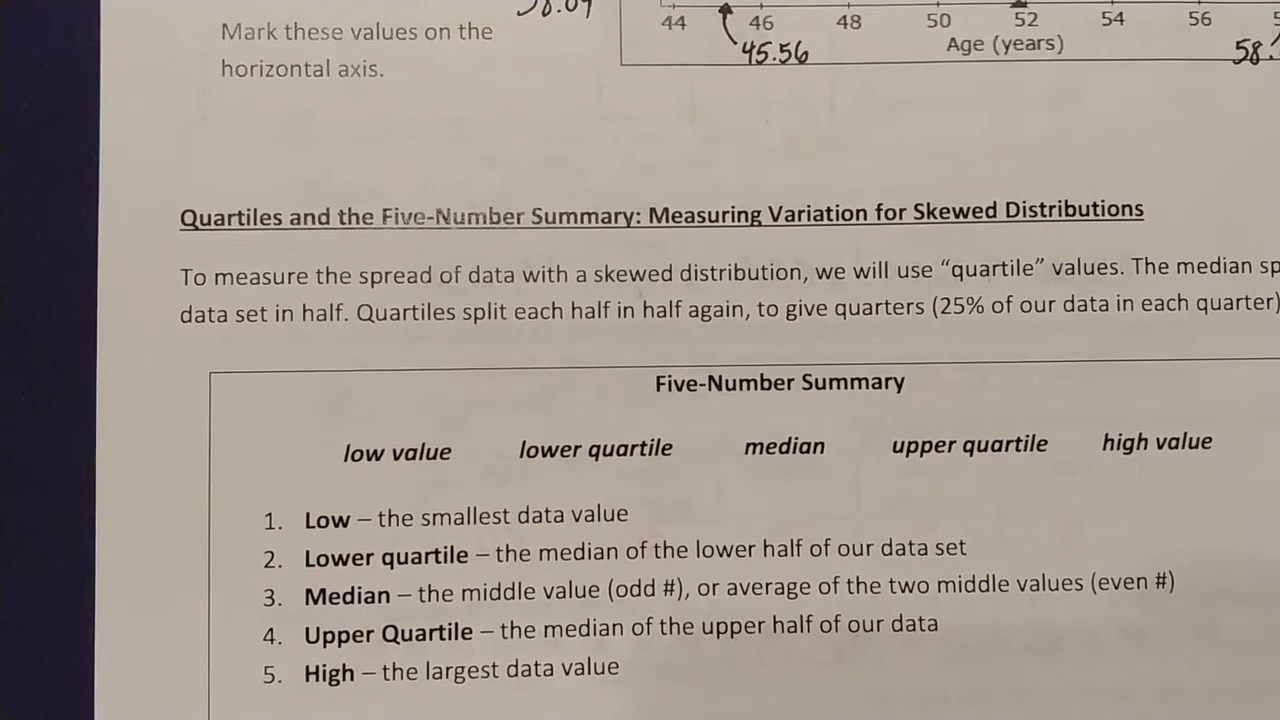 44 46 48 50 52 54 56
Mark these values on the
horizontal axis.
Age (years)
45.56
58.
Quartiles and the Five-Number Summary: Measuring Variation for Skewed Distributions
To measure the spread of data with a skewed distribution, we will use “quartile” values. The median
data set in half. Quartiles split each half in half again, to give quarters (25% of our data in each quarter)
Five-Number Summary
low value lower quartile median upper quartile high value
1. Low – the smallest data value
2. Lower quartile – the median of the lower half of our data set
3. Median – the middle value (odd #), or average of the two middle values (even #)
4. Upper Quartile – the median of the upper half of our data
5. High – the largest data value